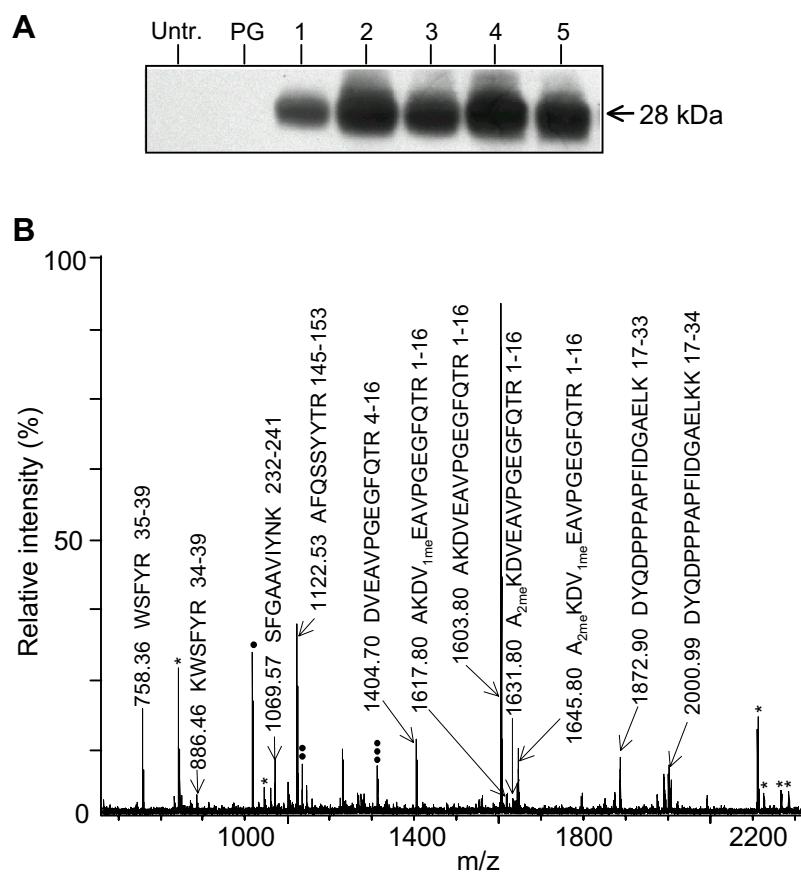 A
Untr. PG 1 2 3 4 5
28 kDa
B
Relative intensity (%)
100
50
0
758.36 WSFYR 35-39
*
886.46 KWSFYR 34-39
•
*
1069.57 SFGAAVIYNK 232-241
1122.53 AFQSSYYTR 145-153
••
•••
1404.70 DVEAVPGEGFQTR 4-16
1617.80 AKDV1meEAVPGEGFQTR 1-16
1603.80 AKDVEAVPGEGFQTR 1-16
1631.80 A2meKDVEAVPGEGFQTR 1-16
1645.80 A2meKDV1meEAVPGEGFQTR 1-16
1872.90 DYQDPPPAPFIDGAELK 17-33
2000.99 DYQDPPPAPFIDGAELKK 17-34
*
*
**
1000 1400 1800 2200
m/z